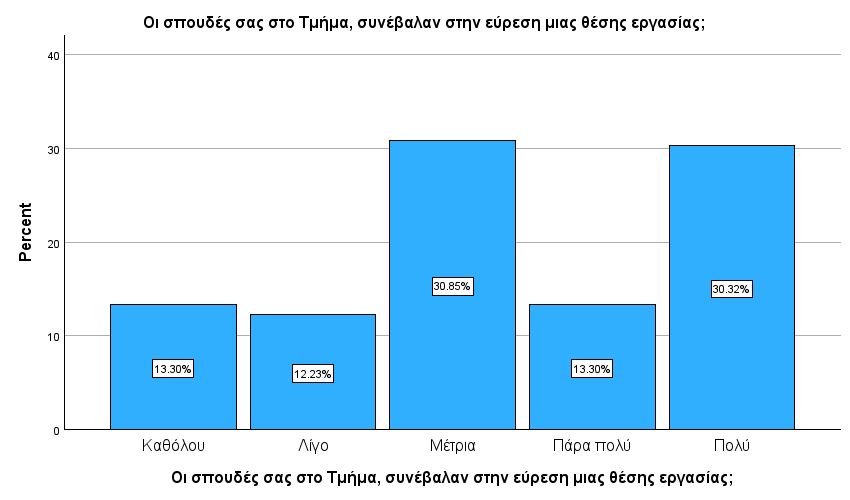 Οι σπουδές σας στο Τμήμα, συνέβαλαν στην εύρεση μιας θέσης εργασίας;
Percent
40
30
20
10
0
13.30%
12.23%
30.85%
13.30%
30.32%
Καθόλου
Λίγο
Μέτρια
Πάρα πολύ
Πολύ
Οι σπουδές σας στο Τμήμα, συνέβαλαν στην εύρεση μιας θέσης εργασίας;